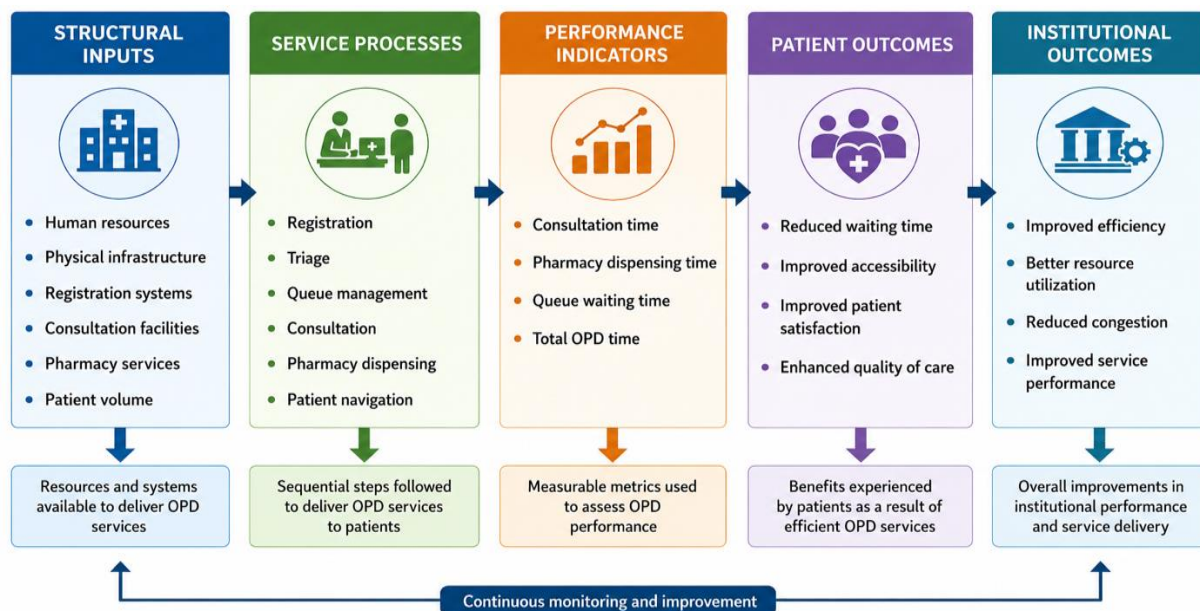 STRUCTURAL
INPUTS
Human resources
Physical infrastructure
Registration systems
Consultation facilities
Pharmacy services
Patient volume
Resources and systems
available to deliver OPD
services
SERVICE PROCESSES
Registration
Triage
Queue management
Consultation
Pharmacy dispensing
Patient navigation
Sequential steps followed
to deliver OPD services
to patients
PERFORMANCE
INDICATORS
Consultation time
Pharmacy dispensing time
Queue waiting time
Total OPD time
Measurable metrics used
to assess OPD
performance
PATIENT OUTCOMES
Reduced waiting time
Improved accessibility
Improved patient
satisfaction
Enhanced quality of care
Benefits experienced
by patients as a result of
efficient OPD services
INSTITUTIONAL
OUTCOMES
Improved efficiency
Better resource
utilization
Reduced congestion
Improved service
performance
Overall improvements in
institutional performance
and service delivery
Continuous monitoring and improvement